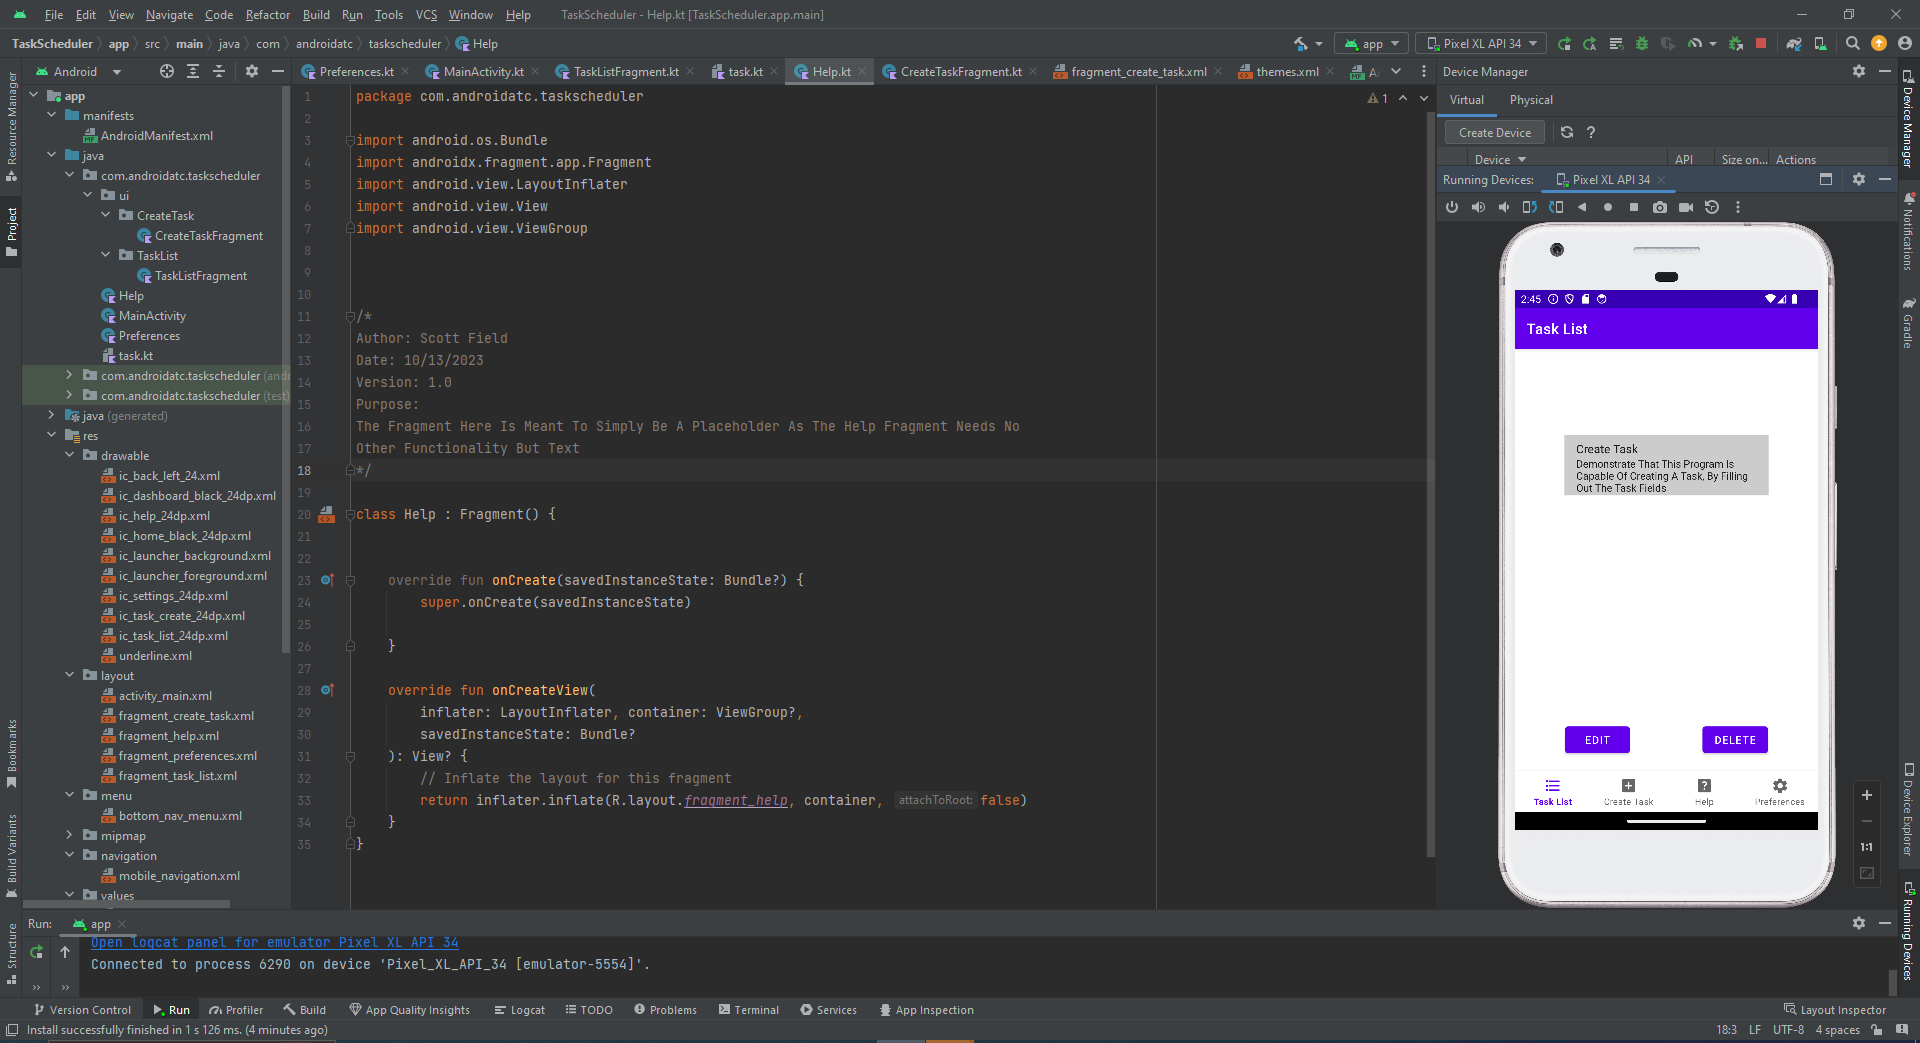 File Edit View Navigate Code Refactor Build Run Tools VCS Window Help TaskScheduler - Help.kt [TaskScheduler.app.main]
TaskScheduler app src main java com androidatc taskscheduler Help
app Pixel XL API 34
Android
Preferences.kt MainActivity.kt TaskListFragment.kt task.kt Help.kt CreateTaskFragment.kt fragment_create_task.xml themes.xml
Resource Manager
Project
Bookmarks
Build Variants
Structure
app
manifests
AndroidManifest.xml
java
com.androidatc.taskscheduler
ui
CreateTask
CreateTaskFragment
TaskList
TaskListFragment
Help
MainActivity
Preferences
task.kt
com.androidatc.taskscheduler (andr
com.androidatc.taskscheduler (test)
java (generated)
res
drawable
ic_back_left_24.xml
ic_dashboard_black_24dp.xml
ic_help_24dp.xml
ic_home_black_24dp.xml
ic_launcher_background.xml
ic_launcher_foreground.xml
ic_settings_24dp.xml
ic_task_create_24dp.xml
ic_task_list_24dp.xml
underline.xml
layout
activity_main.xml
fragment_create_task.xml
fragment_help.xml
fragment_preferences.xml
fragment_task_list.xml
menu
bottom_nav_menu.xml
mipmap
navigation
mobile_navigation.xml
values
1 package com.androidatc.taskscheduler
2
3 import android.os.Bundle
4 import androidx.fragment.app.Fragment
5 import android.view.LayoutInflater
6 import android.view.View
7 import android.view.ViewGroup
8
9
10
11 /*
12 Author: Scott Field
13 Date: 10/13/2023
14 Version: 1.0
15 Purpose:
16 The Fragment Here Is Meant To Simply Be A Placeholder As The Help Fragment Needs No
17 Other Functionality But Text
18 */
19
20 class Help : Fragment() {
21
22
23 override fun onCreate(savedInstanceState: Bundle?) {
24 super.onCreate(savedInstanceState)
25
26 }
27
28 override fun onCreateView(
29 inflater: LayoutInflater, container: ViewGroup?,
30 savedInstanceState: Bundle?
31 ): View? {
32 // Inflate the layout for this fragment
33 return inflater.inflate(R.layout.fragment_help, container, attachToRoot: false)
34 }
35 }
1
Device Manager
Virtual Physical
Create Device ?
Device API Size on... Actions
Running Devices: Pixel XL API 34
2:45
Task List
Create Task
Demonstrate That This Program Is
Capable Of Creating A Task, By Filling
Out The Task Fields
EDIT DELETE
Task List Create Task Help Preferences
1:1
Device Manager
Notifications
Gradle
Device Explorer
Running Devices
Run: app
Open logcat panel for emulator Pixel XL API 34
Connected to process 6290 on device 'Pixel_XL_API_34 [emulator-5554]'.
Version Control Run Profiler Build App Quality Insights Logcat TODO Problems Terminal Services App Inspection Layout Inspector
Install successfully finished in 1 s 126 ms. (4 minutes ago) 18:3 LF UTF-8 4 spaces